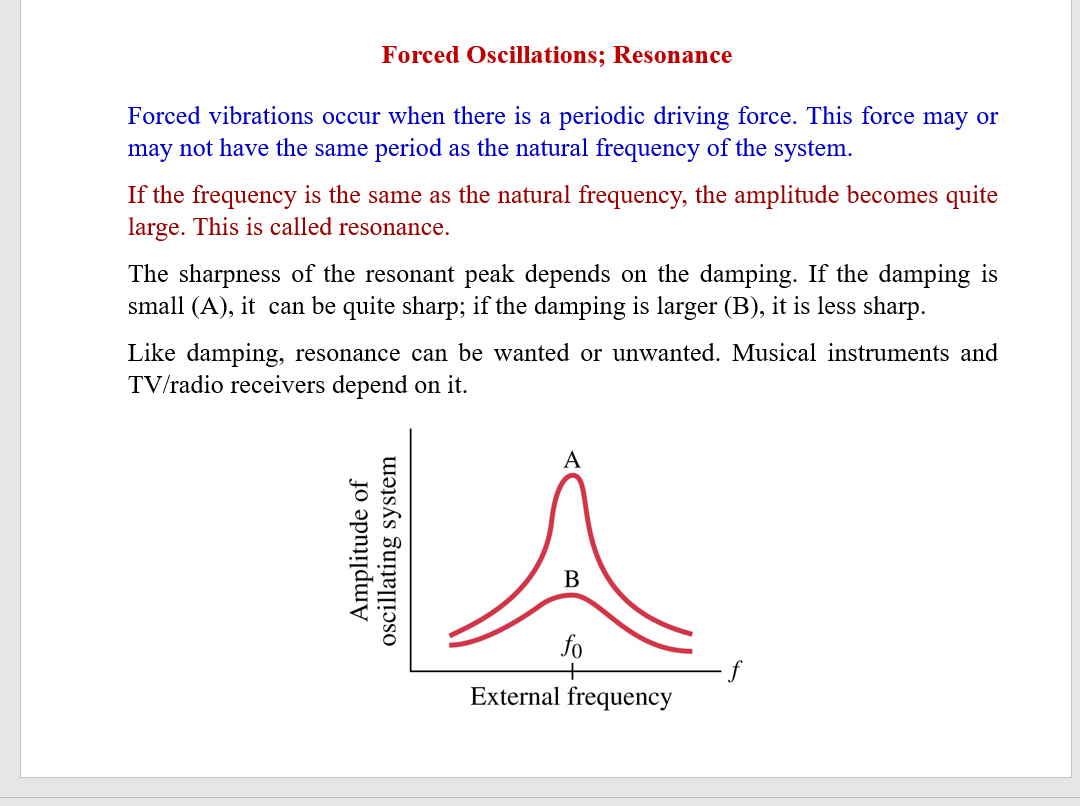 Forced Oscillations; Resonance
Forced vibrations occur when there is a periodic driving force. This force may or
may not have the same period as the natural frequency of the system.
If the frequency is the same as the natural frequency, the amplitude becomes quite
large. This is called resonance.
The sharpness of the resonant peak depends on the damping. If the damping is
small (A), it can be quite sharp; if the damping is larger (B), it is less sharp.
Like damping, resonance can be wanted or unwanted. Musical instruments and
TV/radio receivers depend on it.
Amplitude of
oscillating system
A
B
f0
f
External frequency